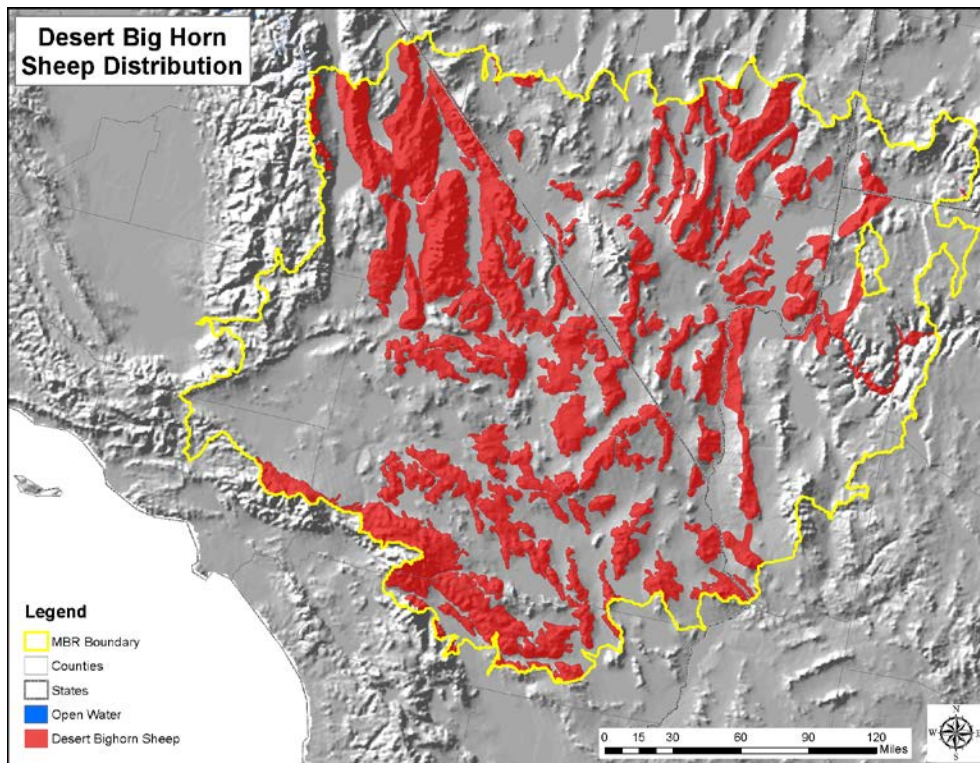 Desert Big Horn
Sheep Distribution
Legend
MBR Boundary
Counties
States
Open Water
Desert Bighorn Sheep
0 15 30 60 90 120
Miles
N
W E
S